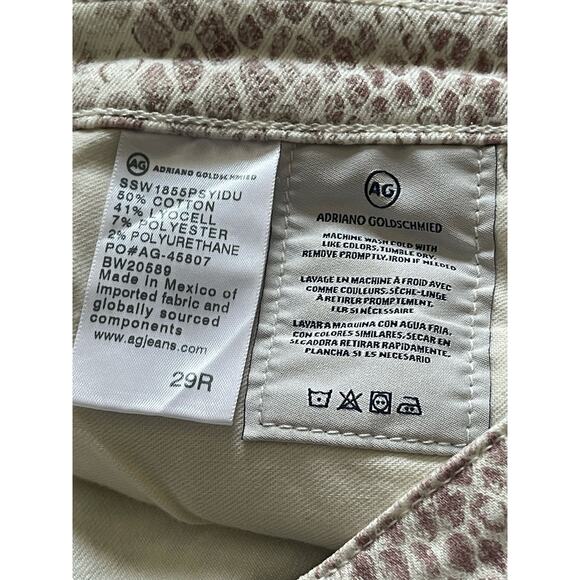 AG ADRIANO GOLDSCHMIED
SSW1855PSYIDU
50% COTTON
41% LYOCELL
7% POLYESTER
2% POLYURETHANE
PO#AG-45807
BW20589
Made in Mexico of
imported fabric and
globally sourced
components
www.agjeans.com
29R
AG
ADRIANO GOLDSCHMIED
MACHINE WASH COLD WITH
LIKE COLORS, TUMBLE DRY.
REMOVE PROMPTLY, IRON IF NEEDED
LAVAGE EN MACHINE À FROID AVEC
COMME COULEURS, SÈCHE-LINGE
À RETIRER PROMPTEMENT,
FER SI NÉCESSAIRE
LAVAR A MAQUINA CON AGUA FRIA,
CON COLORES SIMILARES, SECAR EN
SECADORA RETIRAR RAPIDAMENTE.
PLANCHA SI ES NECESARIO